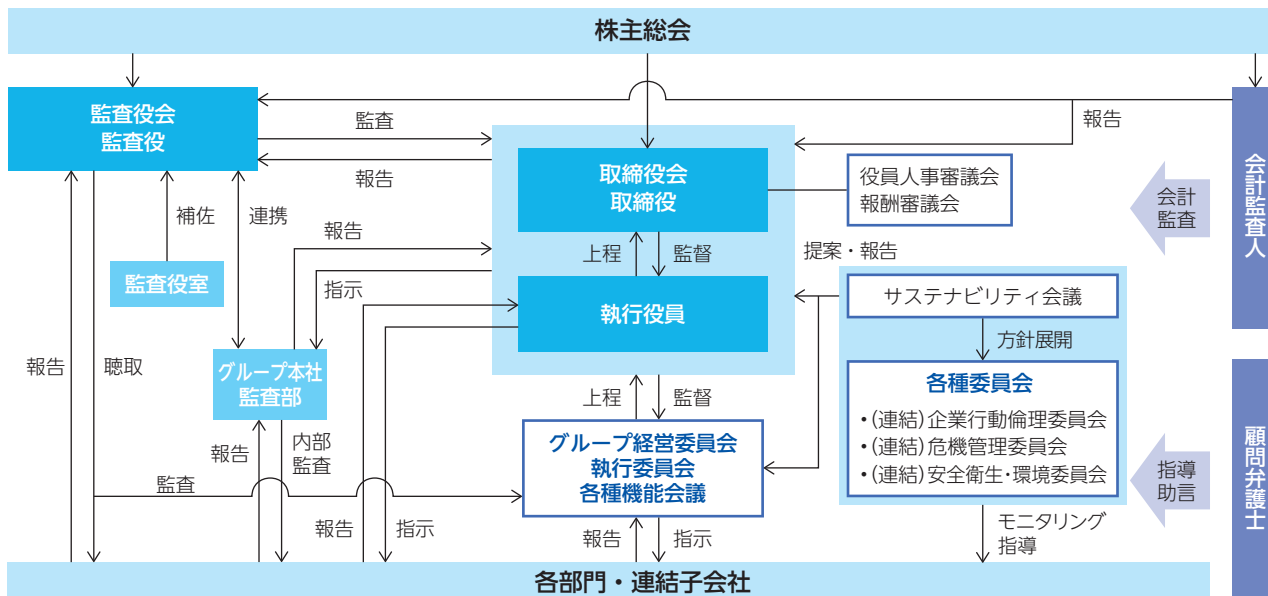 株主総会
監査役会
監査役
監査
報告
報告
取締役会
取締役
役員人事審議会
報酬審議会
会計
監査
会計監査人
補佐
連携
報告
上程
監督
提案・報告
監査役室
指示
執行役員
サステナビリティ会議
方針展開
報告
聴取
グループ本社
監査部
上程
監督
各種委員会
・(連結)企業行動倫理委員会
・(連結)危機管理委員会
・(連結)安全衛生・環境委員会
報告
内部
監査
グループ経営委員会
執行委員会
各種機能会議
監査
指導
助言
顧問弁護士
報告
指示
報告
指示
モニタリング
指導
各部門・連結子会社